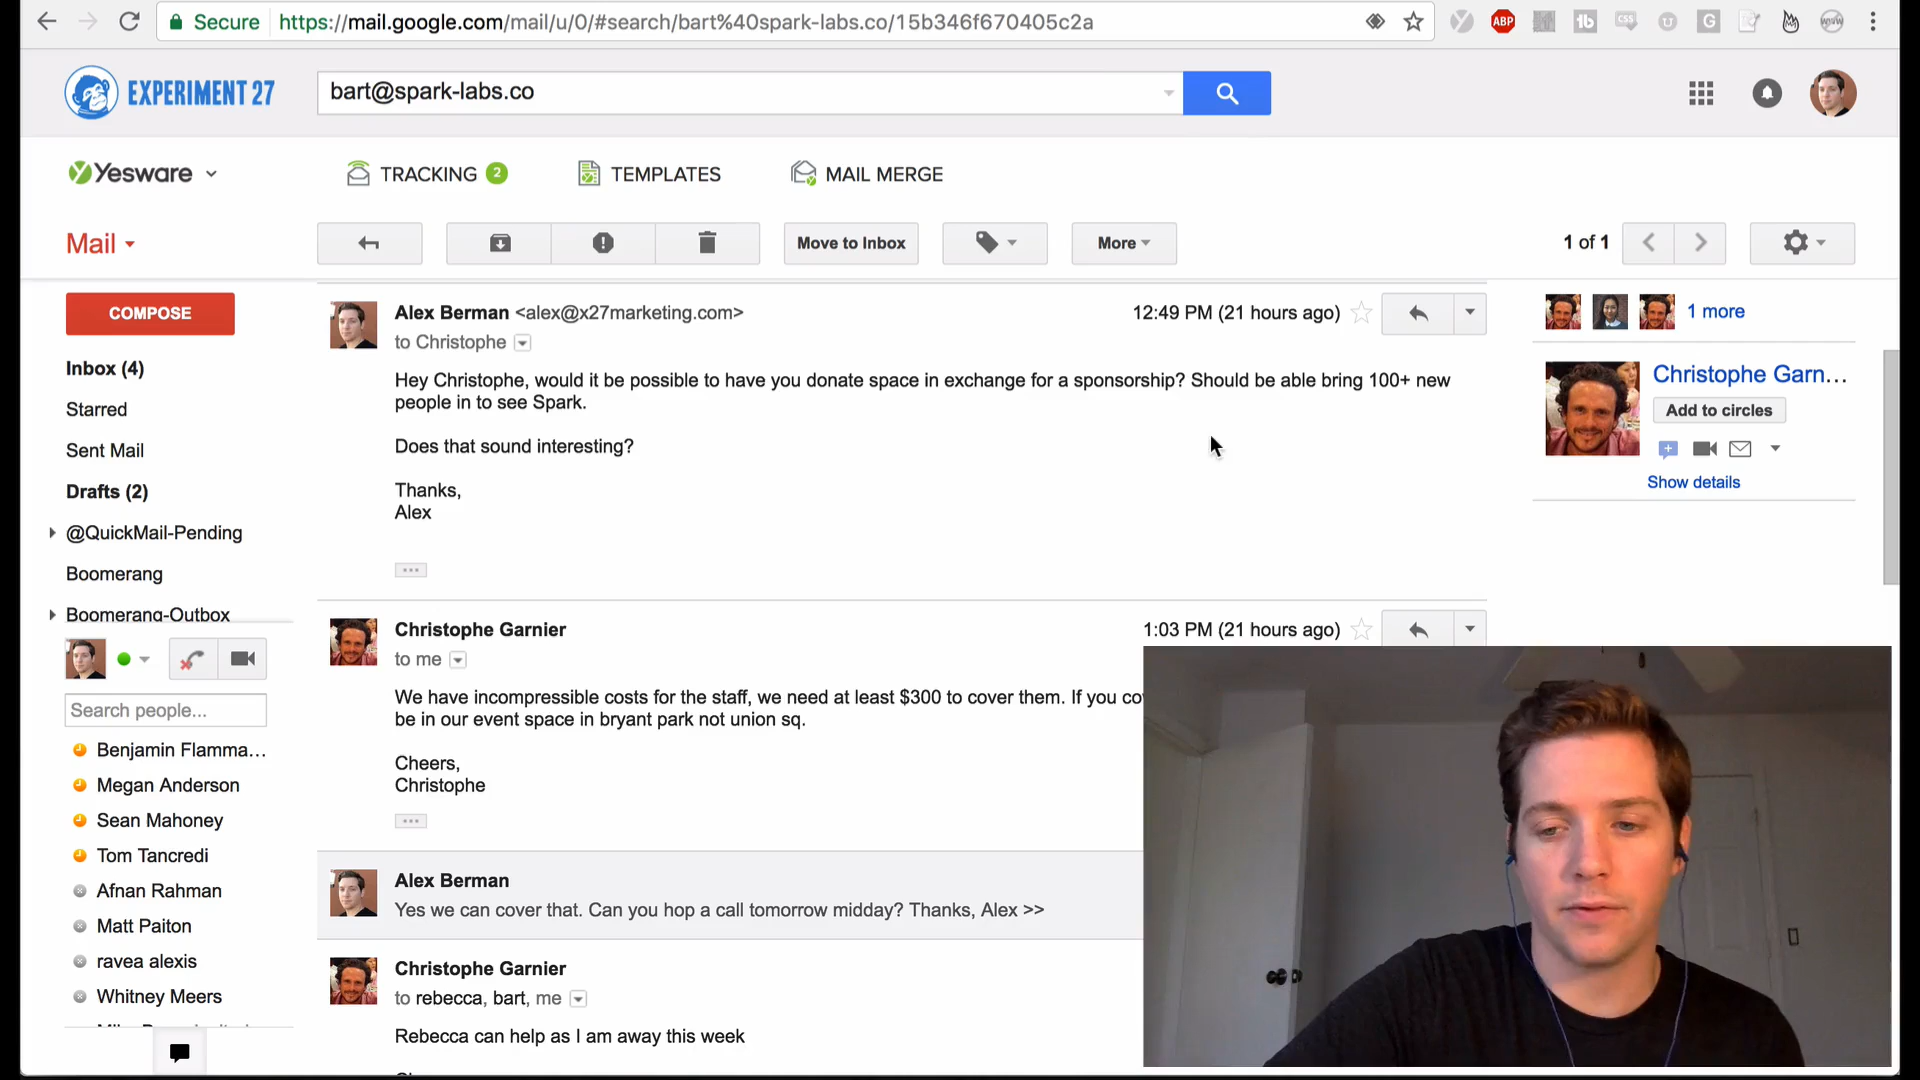 Secure
https://mail.google.com/mail/u/0/#search/bart%40spark-labs.co/15b346f670405c2a
ABP
EXPERIMENT 27
bart@spark-labs.co
Yesware
TRACKING 2
TEMPLATES
MAIL MERGE
Mail
Move to Inbox
More
1 of 1
COMPOSE
Inbox (4)
Starred
Sent Mail
Drafts (2)
@QuickMail-Pending
Boomerang
Boomerang-Outbox
Search people...
Benjamin Flamma...
Megan Anderson
Sean Mahoney
Tom Tancredi
Afnan Rahman
Matt Paiton
ravea alexis
Whitney Meers
Alex Berman <alex@x27marketing.com>
12:49 PM (21 hours ago)
to Christophe
Hey Christophe, would it be possible to have you donate space in exchange for a sponsorship? Should be able bring 100+ new
people in to see Spark.
Does that sound interesting?
Thanks,
Alex
Christophe Garnier
1:03 PM (21 hours ago)
to me
We have incompressible costs for the staff, we need at least $300 to cover them. If you co
be in our event space in bryant park not union sq.
Cheers,
Christophe
Alex Berman
Yes we can cover that. Can you hop a call tomorrow midday? Thanks, Alex >>
Christophe Garnier
to rebecca, bart, me
Rebecca can help as I am away this week
1 more
Christophe Garn...
Add to circles
Show details